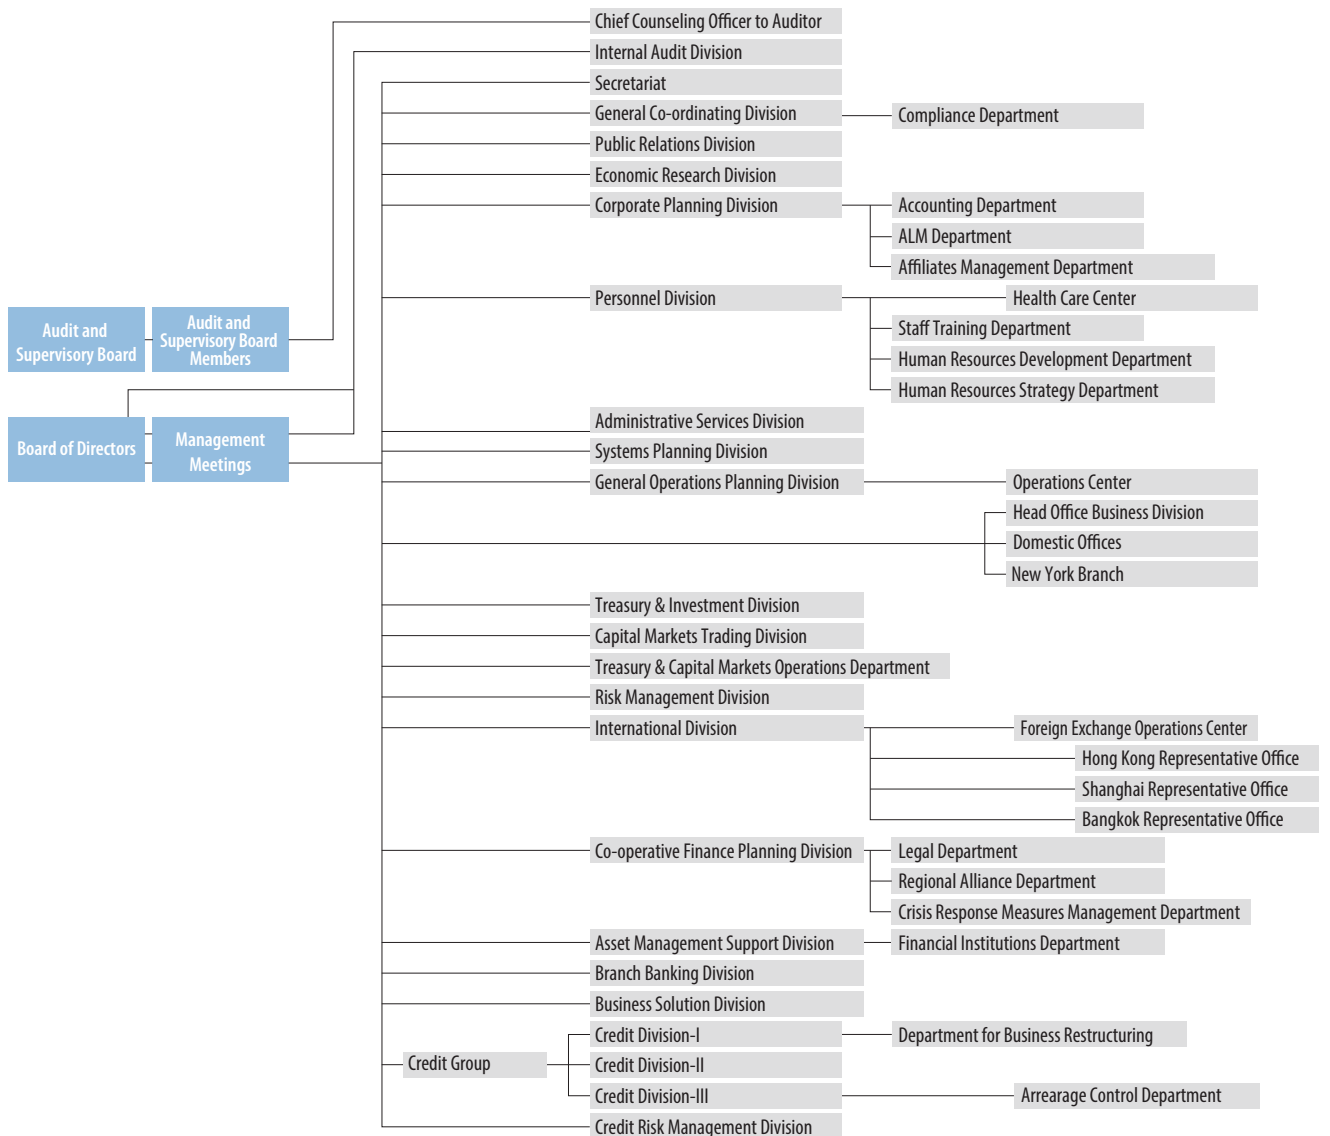 Chief Counseling Officer to Auditor
Internal Audit Division
Secretariat
General Co-ordinating Division
Compliance Department
Public Relations Division
Economic Research Division
Corporate Planning Division
Accounting Department
ALM Department
Affiliates Management Department
Personnel Division
Health Care Center
Staff Training Department
Human Resources Development Department
Human Resources Strategy Department
Audit and
Supervisory Board
Audit and
Supervisory Board
Members
Board of Directors
Management
Meetings
Administrative Services Division
Systems Planning Division
General Operations Planning Division
Operations Center
Head Office Business Division
Domestic Offices
New York Branch
Treasury & Investment Division
Capital Markets Trading Division
Treasury & Capital Markets Operations Department
Risk Management Division
International Division
Foreign Exchange Operations Center
Hong Kong Representative Office
Shanghai Representative Office
Bangkok Representative Office
Co-operative Finance Planning Division
Legal Department
Regional Alliance Department
Crisis Response Measures Management Department
Asset Management Support Division
Financial Institutions Department
Branch Banking Division
Business Solution Division
Credit Group
Credit Division-I
Department for Business Restructuring
Credit Division-II
Credit Division-III
Arrearage Control Department
Credit Risk Management Division